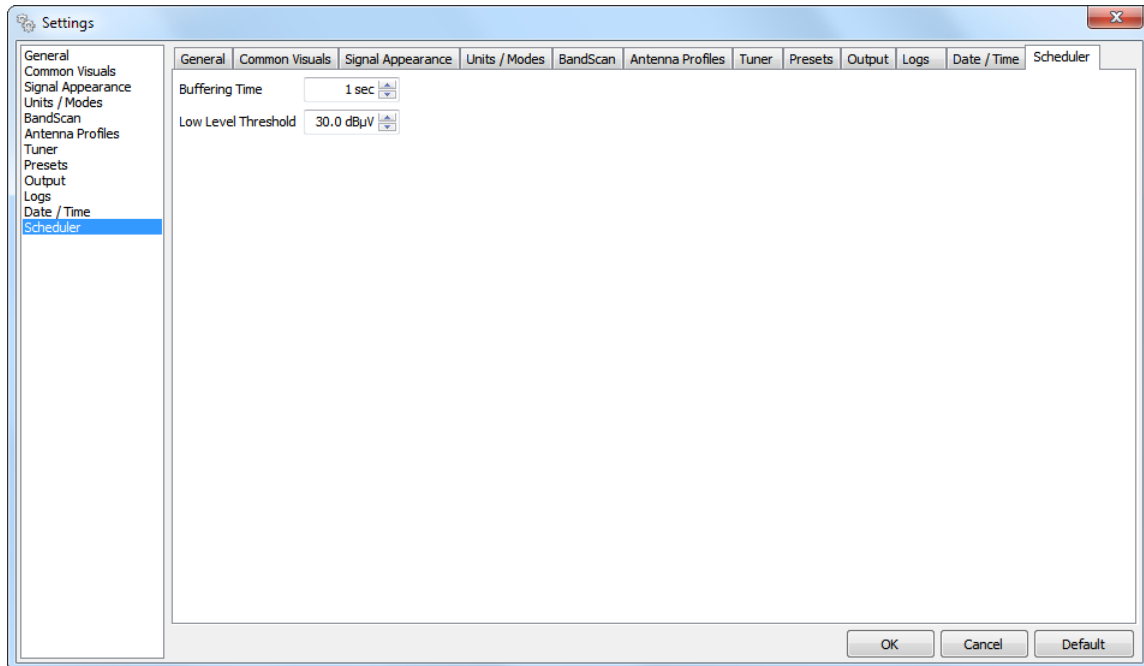 Settings
General
Common Visuals
Signal Appearance
Units / Modes
BandScan
Antenna Profiles
Tuner
Presets
Output
Logs
Date / Time
Scheduler
General Common Visuals Signal Appearance Units / Modes BandScan Antenna Profiles Tuner Presets Output Logs Date / Time Scheduler
Buffering Time 1 sec
Low Level Threshold 30.0 dBµV
OK Cancel Default